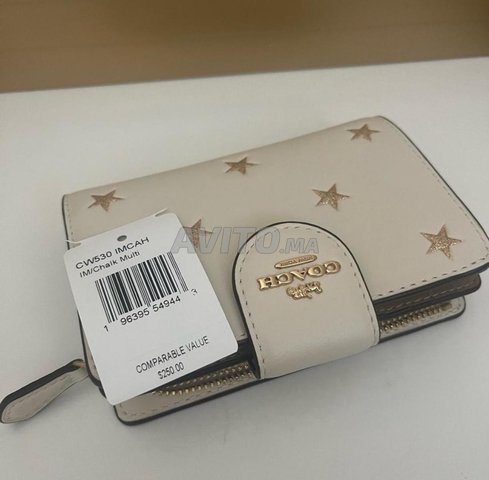 CW530 IMCAH
IM/Chalk Multi
1 96395 54944 3
COMPARABLE VALUE
$250.00
AVITO.MA
COACH